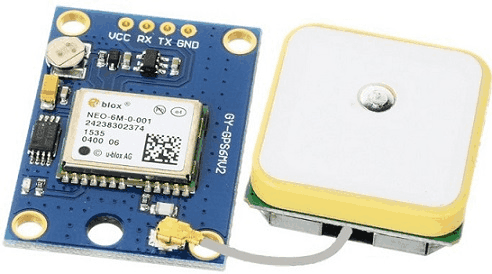 VCC RX TX GND
blox
NEO-6M-0-001
24238302374
1535
0400 06
u-blox AG
GY-GPS6MV2